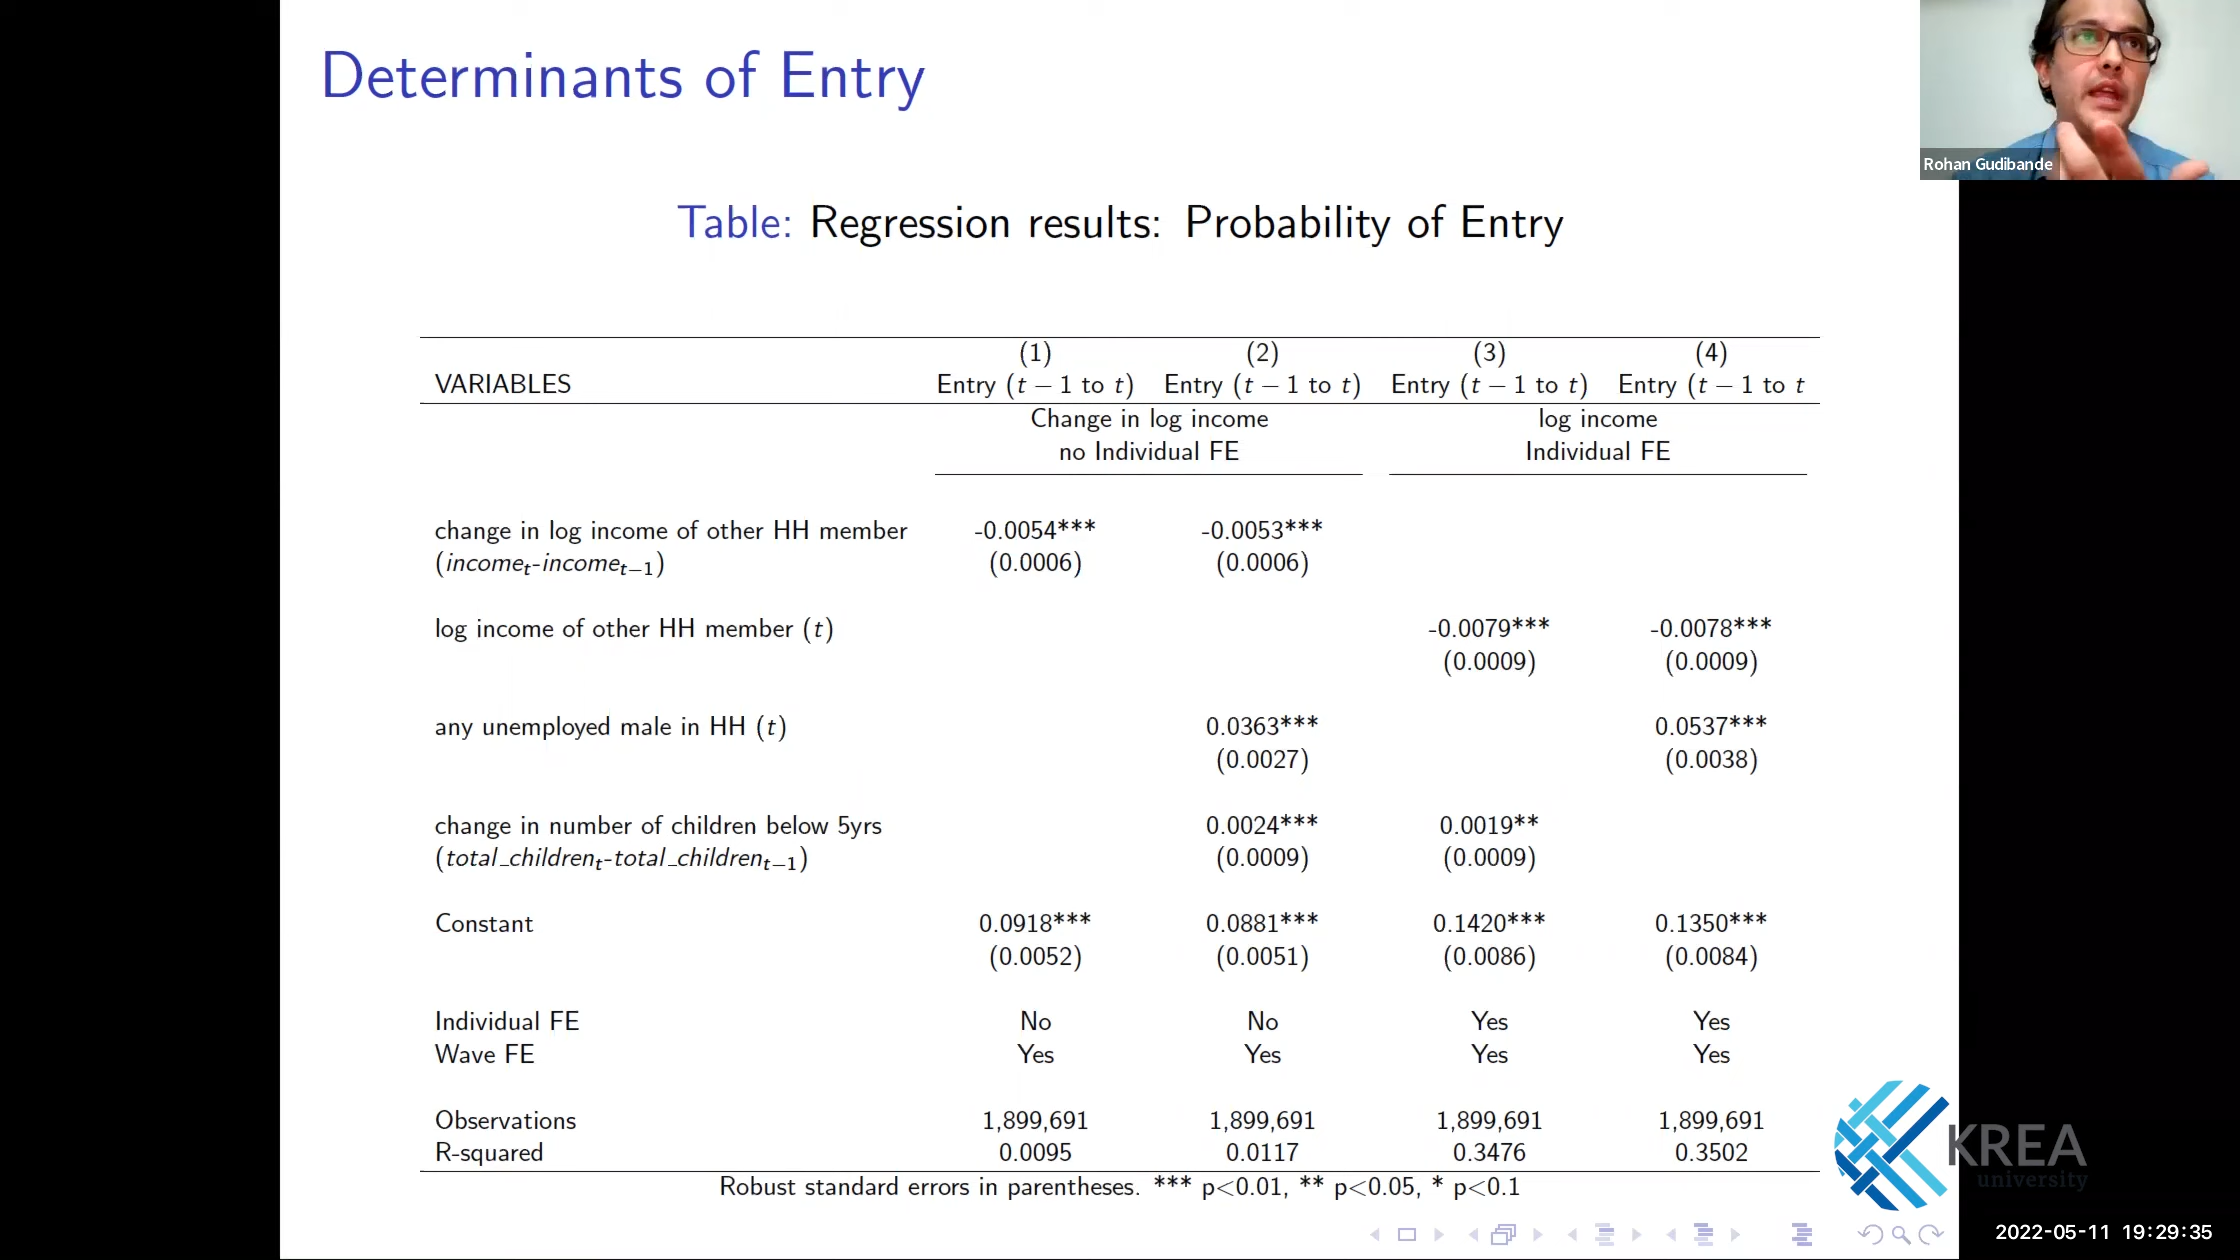 Determinants of Entry
Rohan Gudibande
Table: Regression results: Probability of Entry
(1) (2) (3) (4)
VARIABLES Entry (t − 1 to t) Entry (t − 1 to t) Entry (t − 1 to t) Entry (t − 1 to t
Change in log income log income
no Individual FE Individual FE
change in log income of other HH member -0.0054*** -0.0053***
(income_t-income_{t−1}) (0.0006) (0.0006)
log income of other HH member (t) -0.0079*** -0.0078***
(0.0009) (0.0009)
any unemployed male in HH (t) 0.0363*** 0.0537***
(0.0027) (0.0038)
change in number of children below 5yrs 0.0024*** 0.0019**
(total_children_t-total_children_{t−1}) (0.0009) (0.0009)
Constant 0.0918*** 0.0881*** 0.1420*** 0.1350***
(0.0052) (0.0051) (0.0086) (0.0084)
Individual FE No No Yes Yes
Wave FE Yes Yes Yes Yes
Observations 1,899,691 1,899,691 1,899,691 1,899,691
R-squared 0.0095 0.0117 0.3476 0.3502
Robust standard errors in parentheses. *** p<0.01, ** p<0.05, * p<0.1
KREA
university
2022-05-11 19:29:35